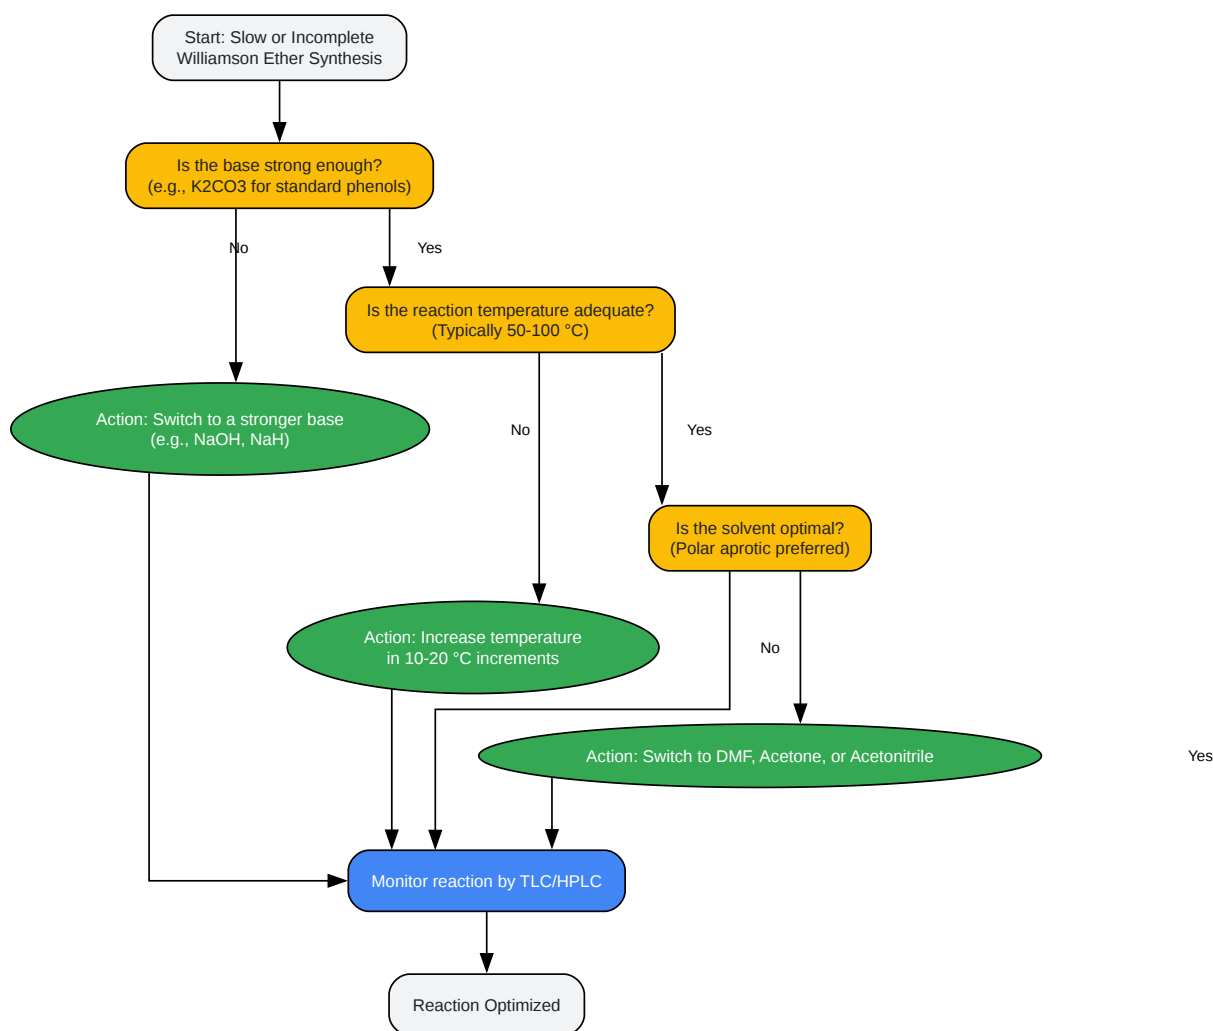 Start: Slow or Incomplete
Williamson Ether Synthesis
Is the base strong enough?
(e.g., K2CO3 for standard phenols)
No
Yes
Is the reaction temperature adequate?
(Typically 50-100 °C)
Action: Switch to a stronger base
(e.g., NaOH, NaH)
No
Yes
Is the solvent optimal?
(Polar aprotic preferred)
Action: Increase temperature
in 10-20 °C increments
No
Action: Switch to DMF, Acetone, or Acetonitrile
Yes
Monitor reaction by TLC/HPLC
Reaction Optimized